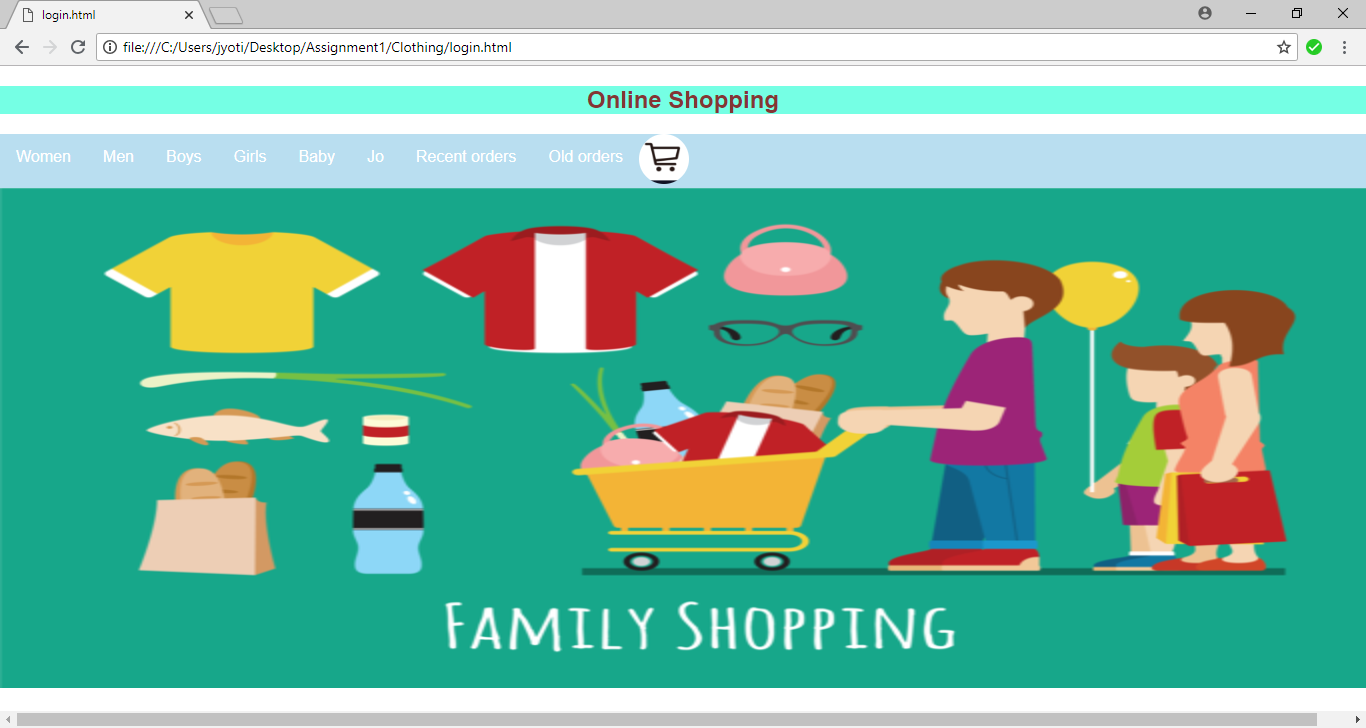 login.html
file:///C:/Users/jyoti/Desktop/Assignment1/Clothing/login.html
Online Shopping
Women Men Boys Girls Baby Jo Recent orders Old orders
Family Shopping